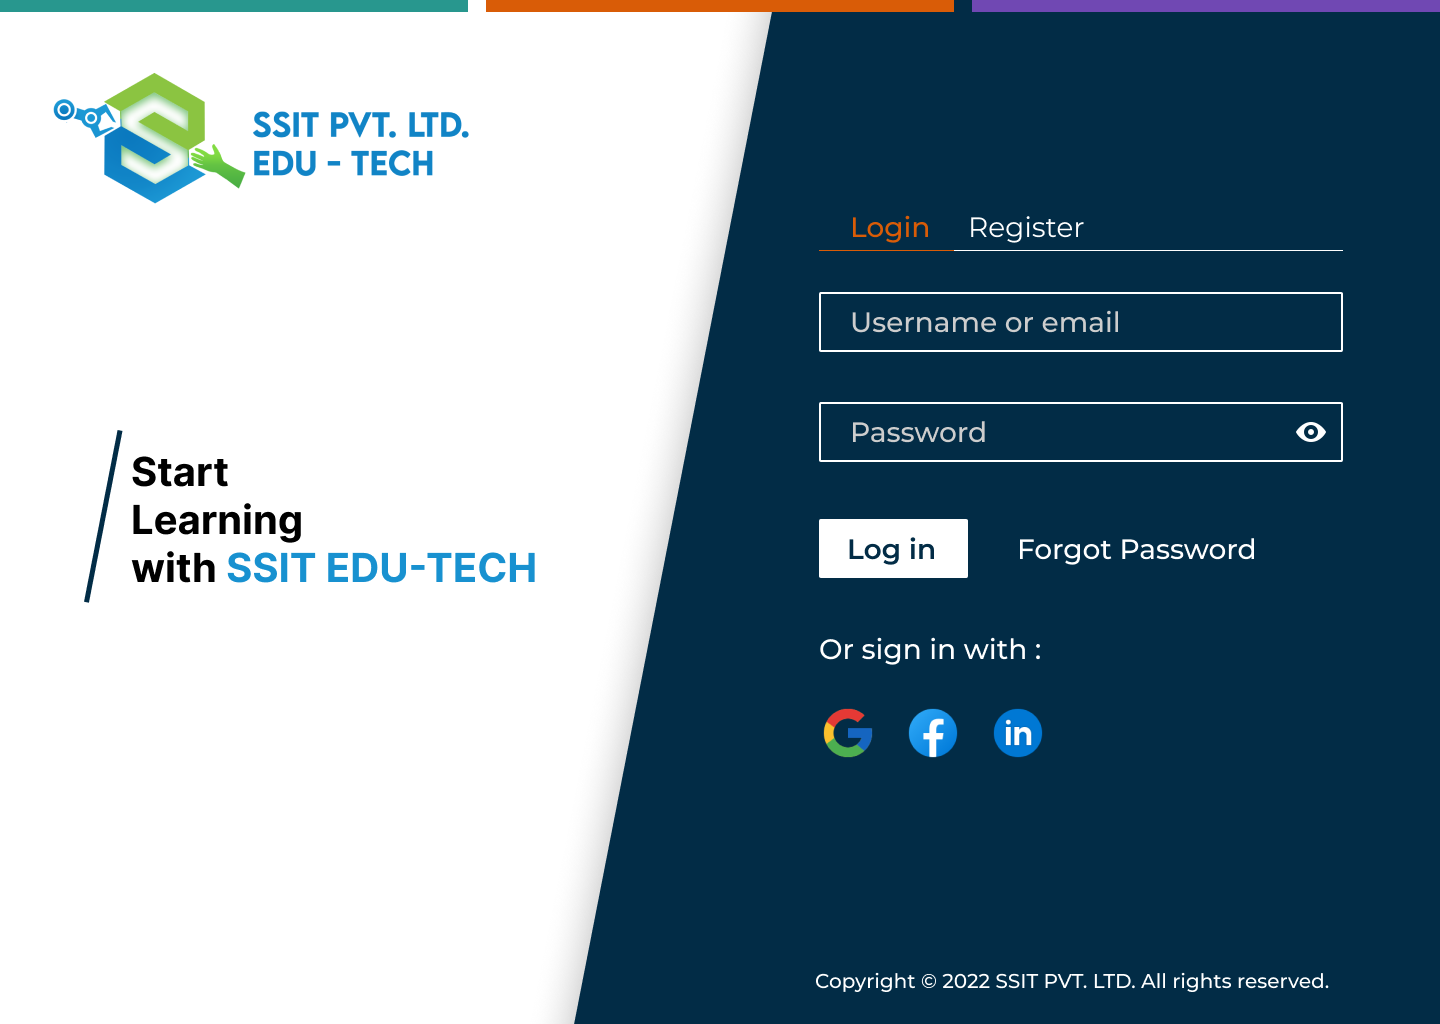 SSIT PVT. LTD.
EDU - TECH
Start
Learning
with SSIT EDU-TECH
Login Register
Username or email
Password
Log in Forgot Password
Or sign in with :
Copyright © 2022 SSIT PVT. LTD. All rights reserved.